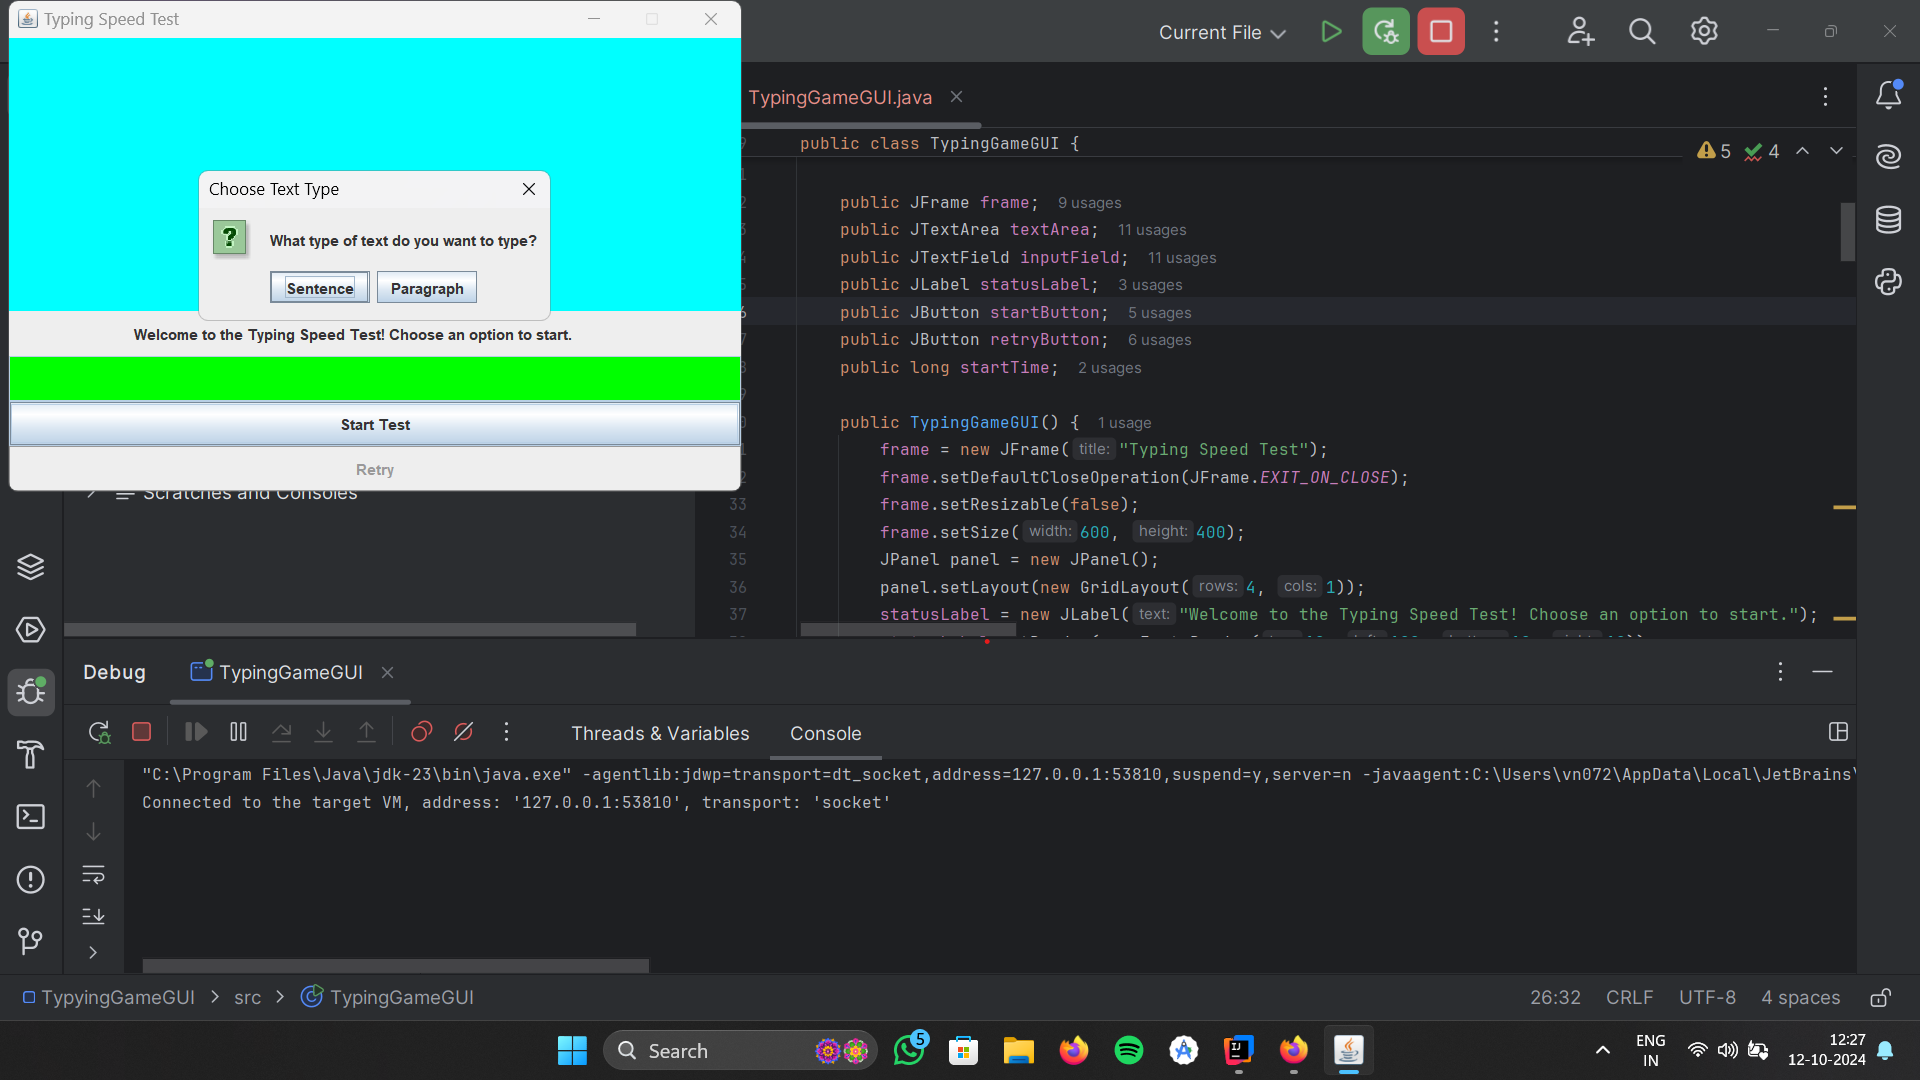 Typing Speed Test
Choose Text Type
What type of text do you want to type?
Sentence
Paragraph
Welcome to the Typing Speed Test! Choose an option to start.
Start Test
Retry
Scratches and Consoles
Current File
TypingGameGUI.java
public class TypingGameGUI {
5
4
public JFrame frame; 9 usages
public JTextArea textArea; 11 usages
public JTextField inputField; 11 usages
public JLabel statusLabel; 3 usages
public JButton startButton; 5 usages
public JButton retryButton; 6 usages
public long startTime; 2 usages
public TypingGameGUI() { 1 usage
frame = new JFrame( title: "Typing Speed Test");
frame.setDefaultCloseOperation(JFrame.EXIT_ON_CLOSE);
33 frame.setResizable(false);
34 frame.setSize( width: 600, height: 400);
35 JPanel panel = new JPanel();
36 panel.setLayout(new GridLayout( rows: 4, cols: 1));
37 statusLabel = new JLabel( text: "Welcome to the Typing Speed Test! Choose an option to start.");
Debug
TypingGameGUI
Threads & Variables
Console
"C:\Program Files\Java\jdk-23\bin\java.exe" -agentlib:jdwp=transport=dt_socket,address=127.0.0.1:53810,suspend=y,server=n -javaagent:C:\Users\vn072\AppData\Local\JetBrains\
Connected to the target VM, address: '127.0.0.1:53810', transport: 'socket'
TypyingGameGUI > src > TypingGameGUI
26:32 CRLF UTF-8 4 spaces
Search
5
ENG
IN
12:27
12-10-2024